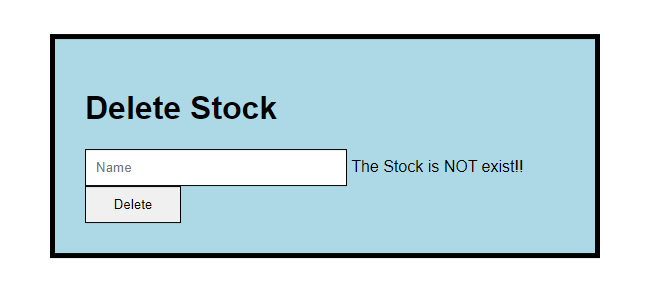 Delete Stock
Name The Stock is NOT exist!!
Delete